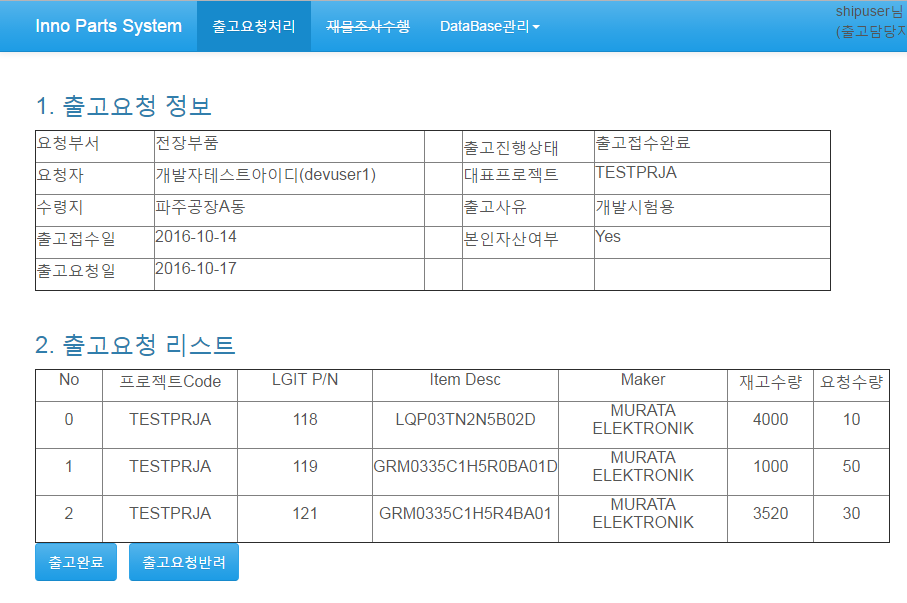 Inno Parts System 출고요청처리 재물조사수행 DataBase관리 shipuser님
(출고담당자
1. 출고요청 정보
요청부서 전장부품 출고진행상태 출고접수완료
요청자 개발자테스트아이디(devuser1) 대표프로젝트 TESTPRJA
수령지 파주공장A동 출고사유 개발시험용
출고접수일 2016-10-14 본인자산여부 Yes
출고요청일 2016-10-17
2. 출고요청 리스트
No 프로젝트Code LGIT P/N Item Desc Maker 재고수량 요청수량
0 TESTPRJA 118 LQP03TN2N5B02D MURATA ELEKTRONIK 4000 10
1 TESTPRJA 119 GRM0335C1H5R0BA01D MURATA ELEKTRONIK 1000 50
2 TESTPRJA 121 GRM0335C1H5R4BA01 MURATA ELEKTRONIK 3520 30
출고완료 출고요청반려